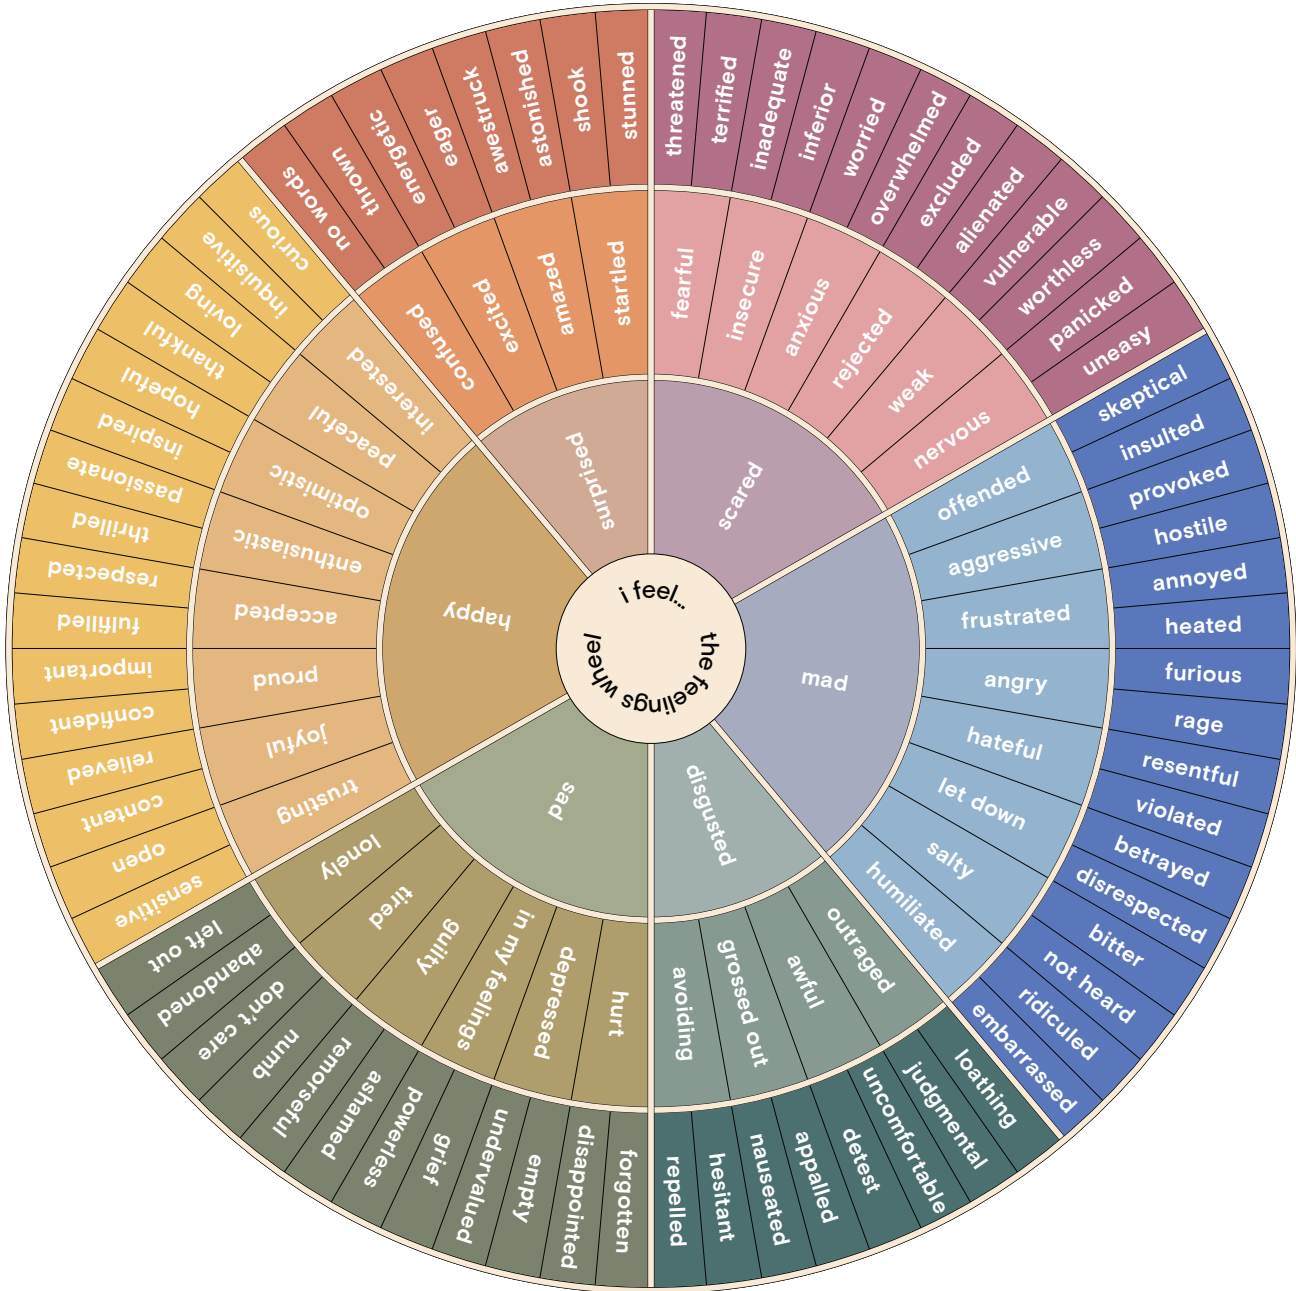 i feel...
the feelings wheel
scared
mad
disgusted
sad
happy
surprised
fearful
insecure
anxious
rejected
weak
nervous
offended
aggressive
frustrated
angry
hateful
let down
salty
humiliated
outraged
awful
grossed out
avoiding
hurt
depressed
in my feelings
guilty
tired
lonely
trusting
joyful
proud
accepted
enthusiastic
optimistic
peaceful
interested
confused
excited
amazed
startled
threatened
terrified
inadequate
inferior
worried
overwhelmed
excluded
alienated
vulnerable
worthless
panicked
uneasy
skeptical
insulted
provoked
hostile
annoyed
heated
furious
rage
resentful
violated
betrayed
disrespected
bitter
not heard
ridiculed
embarrassed
loathing
judgmental
uncomfortable
detest
appalled
nauseated
hesitant
repelled
forgotten
disappointed
empty
undervalued
grief
powerless
ashamed
remorseful
numb
don't care
abandoned
left out
sensitive
open
content
relieved
confident
important
fulfilled
respected
thrilled
passionate
inspired
hopeful
thankful
loving
inquisitive
curious
no words
thrown
energetic
eager
awestruck
astonished
shook
stunned